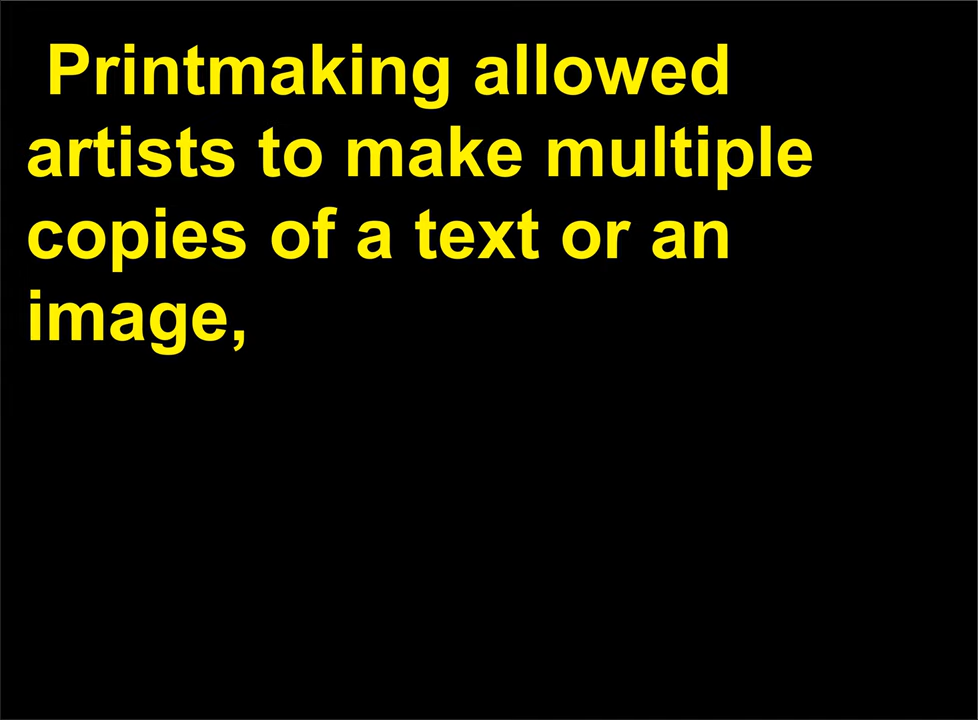 Printmaking allowed
artists to make multiple
copies of a text or an
image,